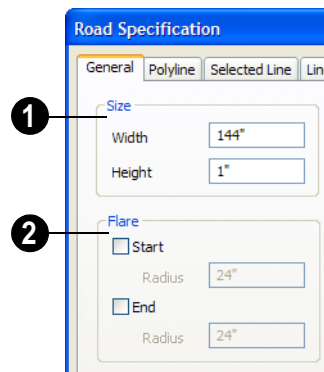 Road Specification
General Polyline Selected Line Lin
1
Size
Width 144"
Height 1"
2
Flare
Start
Radius 24"
End
Radius 24"